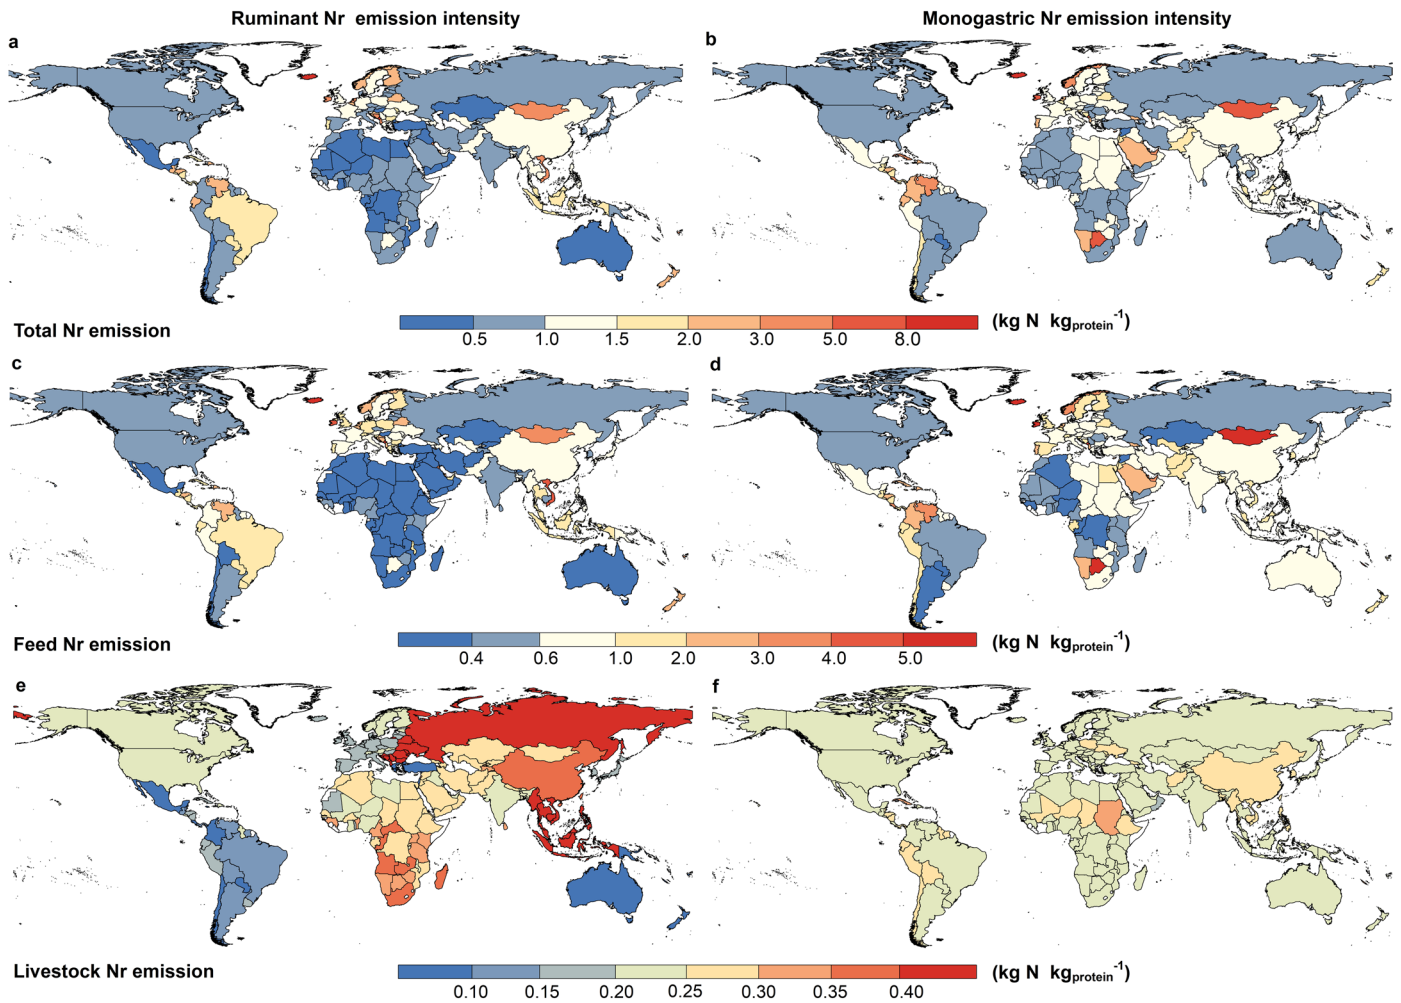 Ruminant Nr emission intensity
Monogastric Nr emission intensity
a
b
Total Nr emission
0.5 1.0 1.5 2.0 3.0 5.0 8.0
(kg N kgprotein⁻¹)
c
d
Feed Nr emission
0.4 0.6 1.0 2.0 3.0 4.0 5.0
(kg N kgprotein⁻¹)
e
f
Livestock Nr emission
0.10 0.15 0.20 0.25 0.30 0.35 0.40
(kg N kgprotein⁻¹)